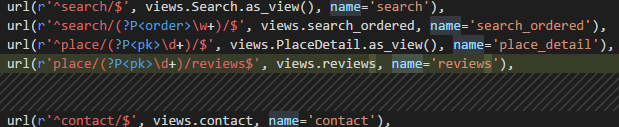 url(r'^search/$', views.Search.as_view(), name='search'),
url(r'^search/(?P<order>\w+)/$', views.search_ordered, name='search_ordered'),
url(r'^place/(?P<pk>\d+)/$', views.PlaceDetail.as_view(), name='place_detail'),
url(r'place/(?P<pk>\d+)/reviews$', views.reviews, name='reviews'),
url(r'^contact/$', views.contact, name='contact'),